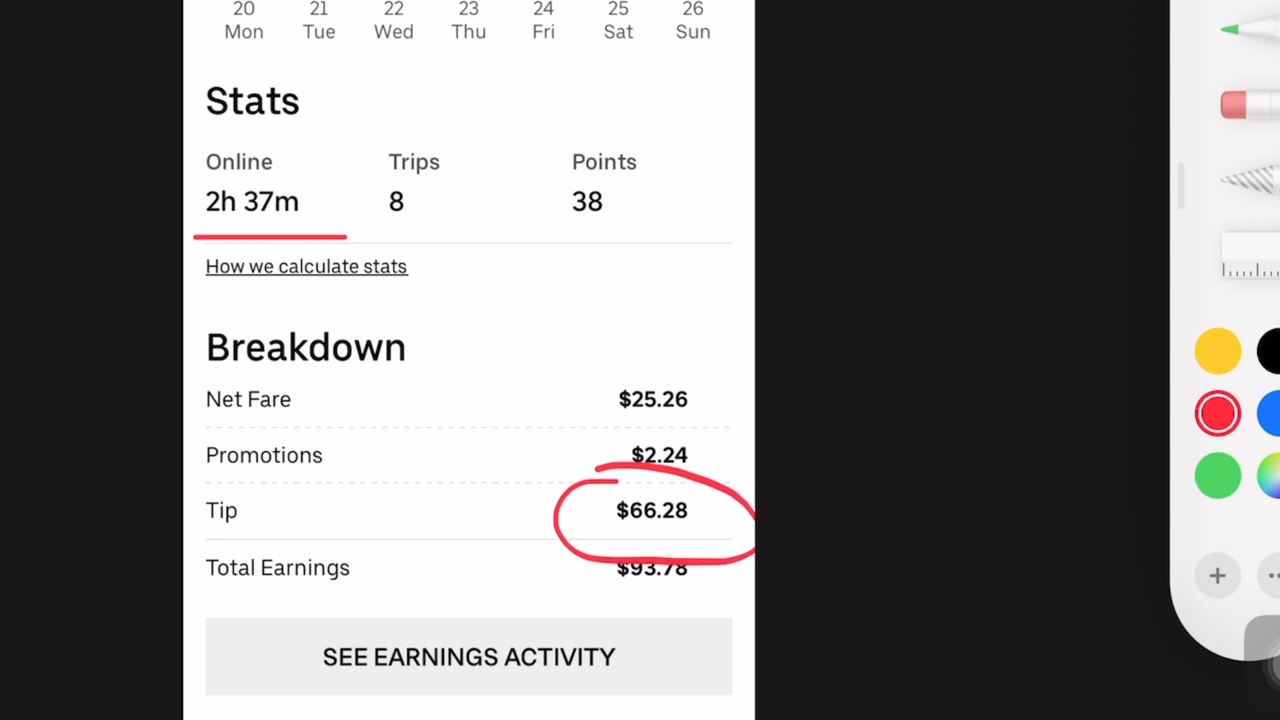 20 21 22 23 24 25 26
Mon Tue Wed Thu Fri Sat Sun
Stats
Online Trips Points
2h 37m 8 38
How we calculate stats
Breakdown
Net Fare $25.26
Promotions $2.24
Tip $66.28
Total Earnings $93.78
SEE EARNINGS ACTIVITY